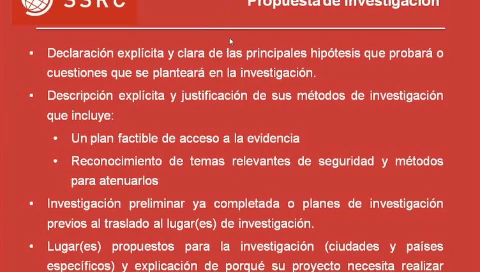 SSRC
Propuesta de Investigación
• Declaración explícita y clara de las principales hipótesis que probará o
cuestiones que se planteará en la investigación.
• Descripción explícita y justificación de sus métodos de investigación
que incluye:
• Un plan factible de acceso a la evidencia
• Reconocimiento de temas relevantes de seguridad y métodos
para atenuarlos
• Investigación preliminar ya completada o planes de investigación
previos al traslado al lugar(es) de investigación.
• Lugar(es) propuestos para la investigación (ciudades y países
específicos) y explicación de porqué su proyecto necesita realizar